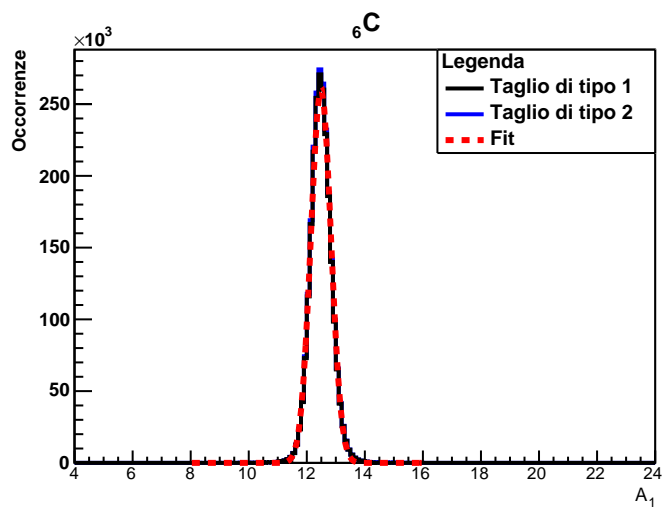 ₆C
×10³
Occorrenze
Legenda
Taglio di tipo 1
Taglio di tipo 2
Fit
250
200
150
100
50
0
4 6 8 10 12 14 16 18 20 22 24
A₁